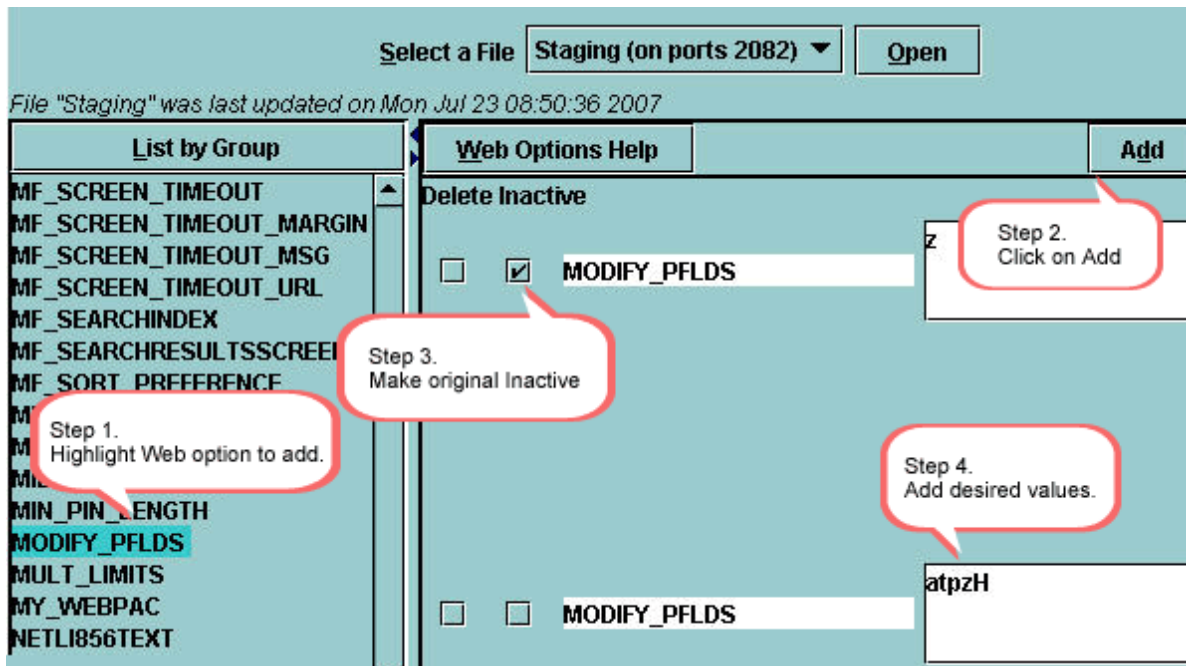 Select a File Staging (on ports 2082) Open
File "Staging" was last updated on Mon Jul 23 08:50:36 2007
List by Group
Web Options Help
Add
MF_SCREEN_TIMEOUT
MF_SCREEN_TIMEOUT_MARGIN
MF_SCREEN_TIMEOUT_MSG
MF_SCREEN_TIMEOUT_URL
MF_SEARCHINDEX
MF_SEARCHRESULTSSCREE
MF_SORT_PREFERENCE
Step 1.
Highlight Web option to add.
MIN_PIN_LENGTH
MODIFY_PFLDS
MULT_LIMITS
MY_WEBPAC
NETLI856TEXT
Delete Inactive
MODIFY_PFLDS
z
Step 2.
Click on Add
Step 3.
Make original Inactive
Step 4.
Add desired values.
MODIFY_PFLDS
atpzH